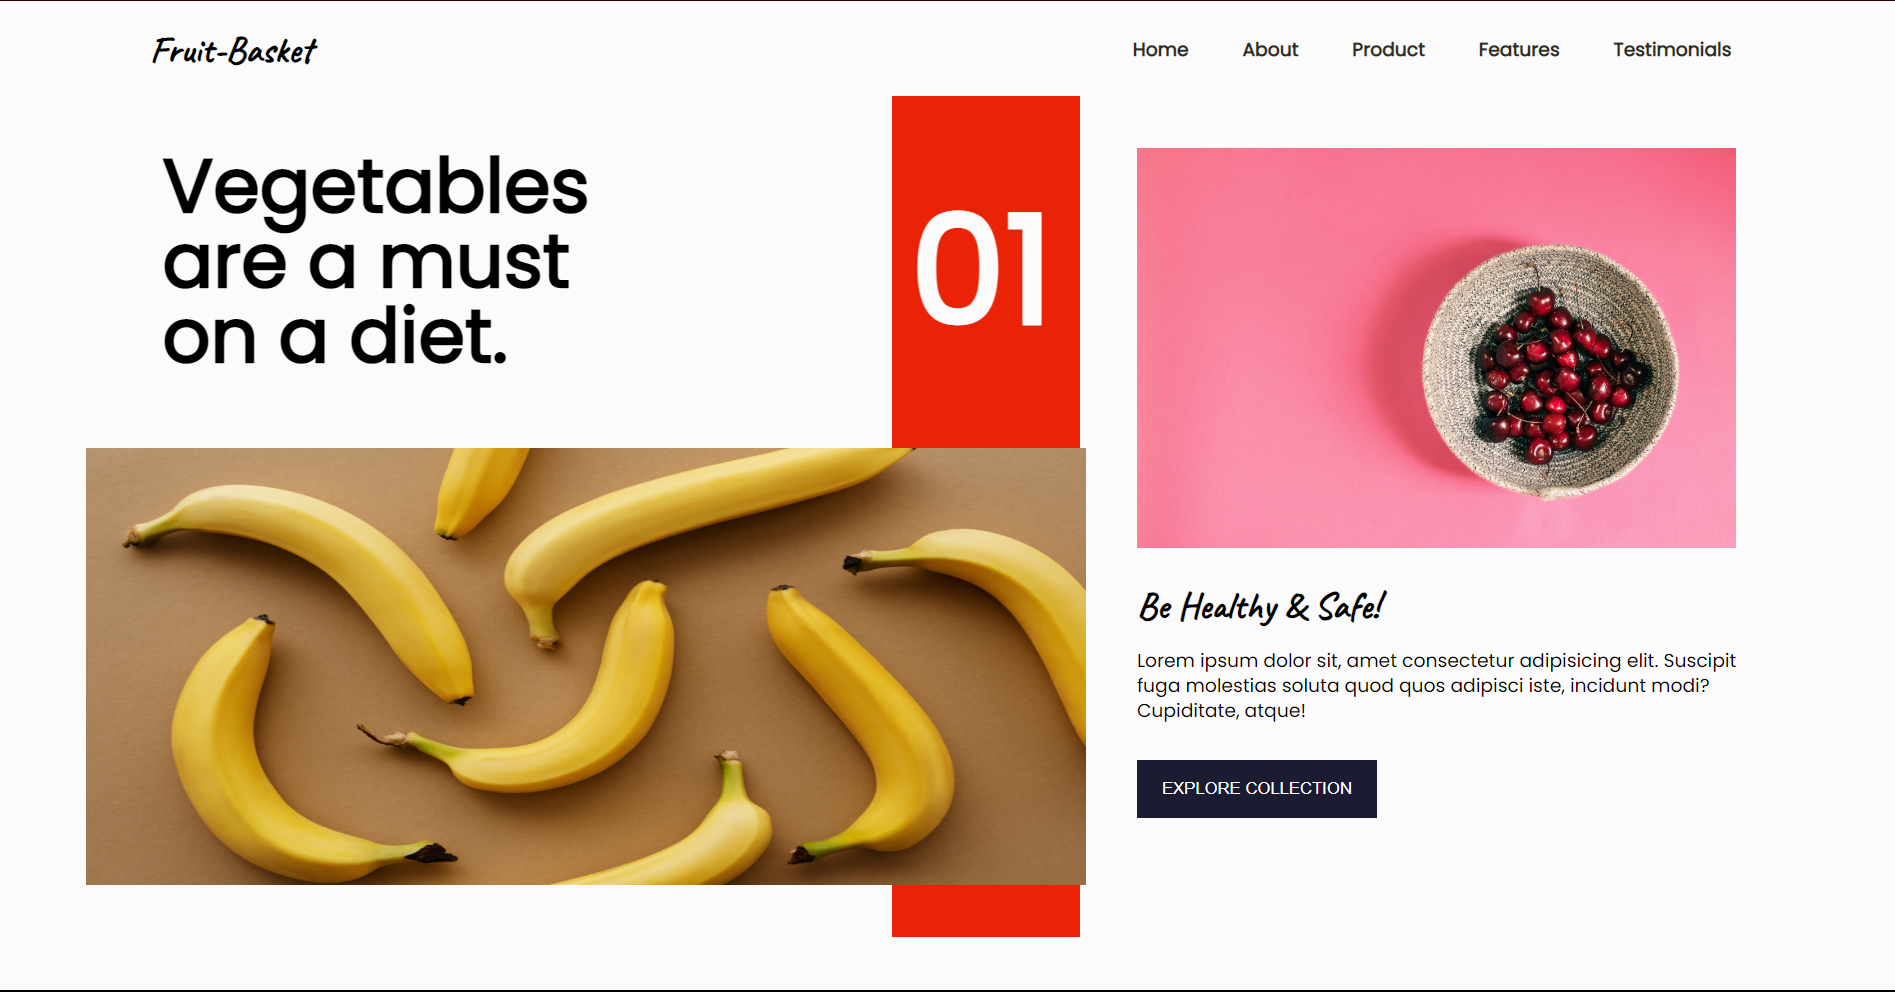 Fruit-Basket
Home
About
Product
Features
Testimonials
Vegetables
are a must
on a diet.
01
Be Healthy & Safe!
Lorem ipsum dolor sit, amet consectetur adipisicing elit. Suscipit
fuga molestias soluta quod quos adipisci iste, incidunt modi?
Cupiditate, atque!
EXPLORE COLLECTION